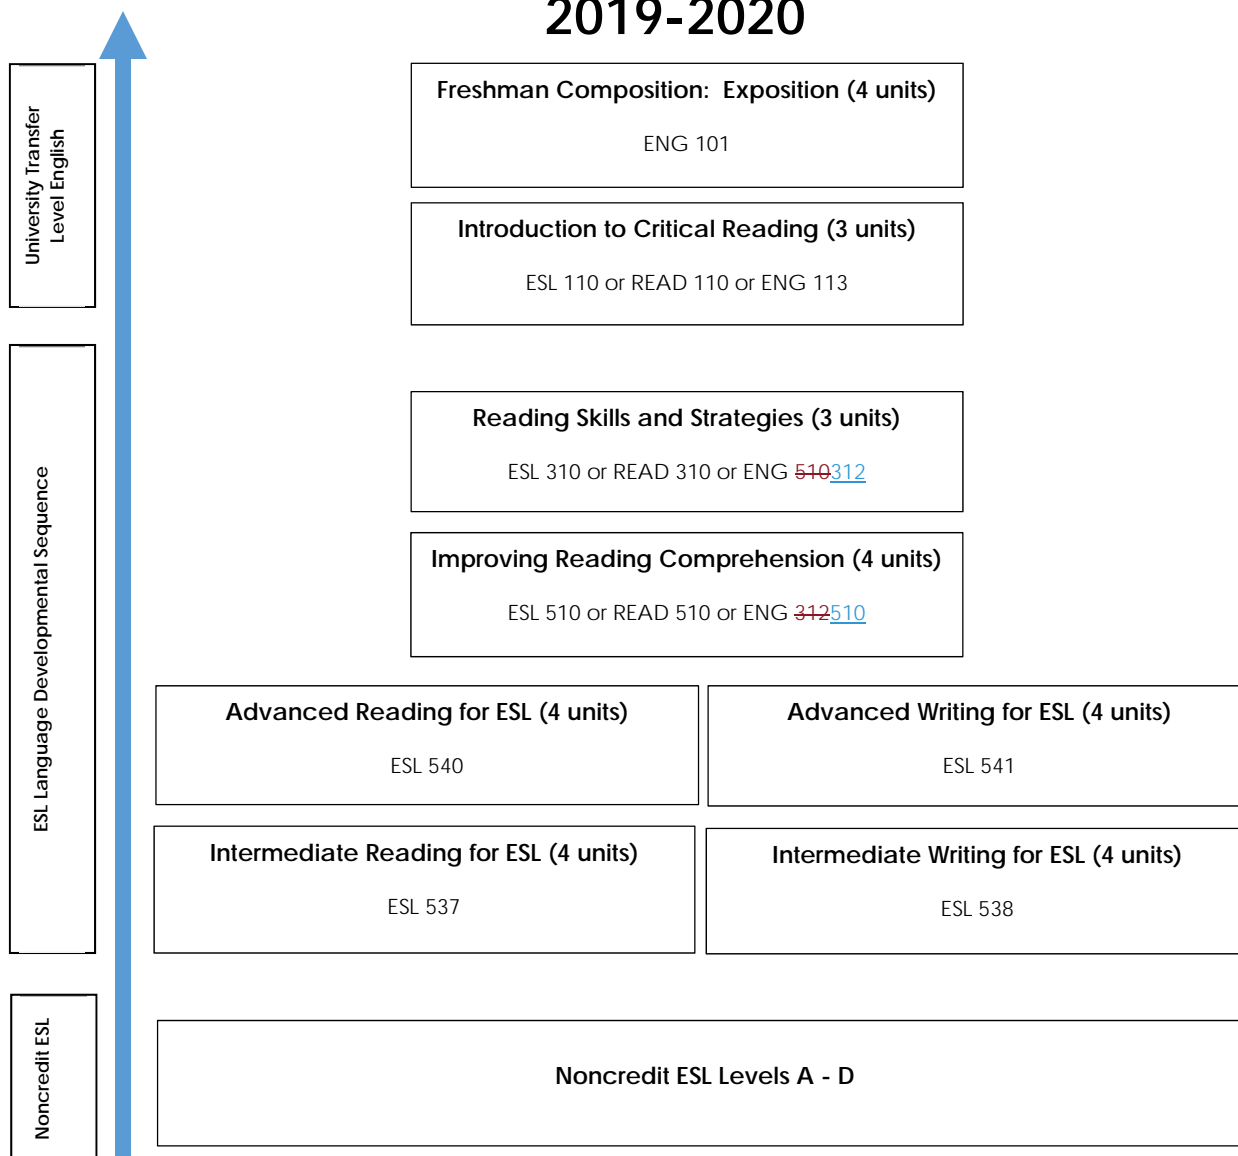 2019-2020
University Transfer
Level English
Freshman Composition:  Exposition (4 units)
ENG 101
Introduction to Critical Reading (3 units)
ESL 110 or READ 110 or ENG 113
ESL Language Developmental Sequence
Reading Skills and Strategies (3 units)
ESL 310 or READ 310 or ENG 510312
Improving Reading Comprehension (4 units)
ESL 510 or READ 510 or ENG 312510
Advanced Reading for ESL (4 units)
ESL 540
Advanced Writing for ESL (4 units)
ESL 541
Intermediate Reading for ESL (4 units)
ESL 537
Intermediate Writing for ESL (4 units)
ESL 538
Noncredit ESL
Noncredit ESL Levels A - D